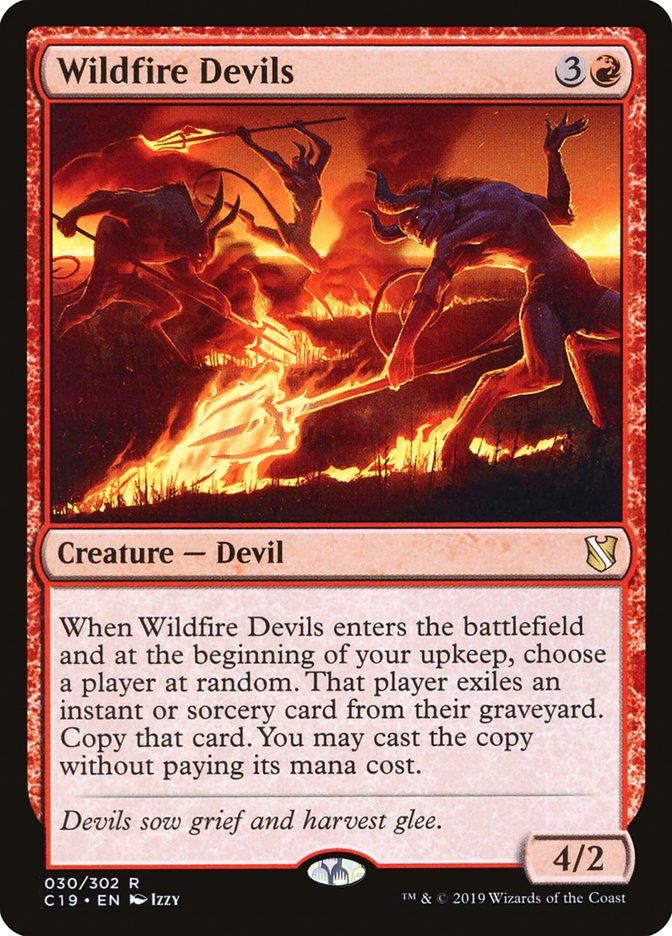 Wildfire Devils 3
Creature — Devil
When Wildfire Devils enters the battlefield
and at the beginning of your upkeep, choose
a player at random. That player exiles an
instant or sorcery card from their graveyard.
Copy that card. You may cast the copy
without paying its mana cost.
Devils sow grief and harvest glee.
4/2
030/302 R
C19 • EN Izzy
™ & © 2019 Wizards of the Coast